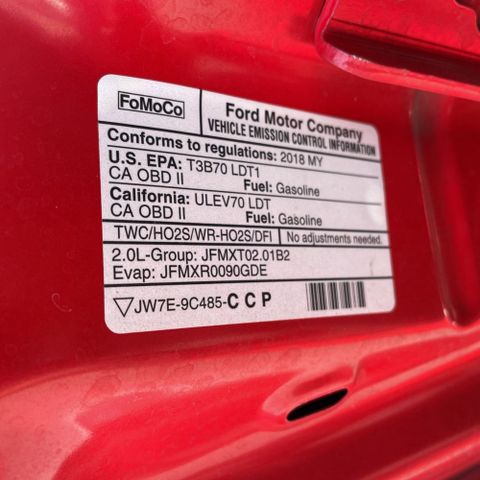 FoMoCo
Ford Motor Company
VEHICLE EMISSION CONTROL INFORMATION
Conforms to regulations: 2018 MY
U.S. EPA: T3B70 LDT1
CA OBD II Fuel: Gasoline
California: ULEV70 LDT
CA OBD II Fuel: Gasoline
TWC/HO2S/WR-HO2S/DFI No adjustments needed.
2.0L-Group: JFMXT02.01B2
Evap: JFMXR0090GDE
JW7E-9C485-C C P